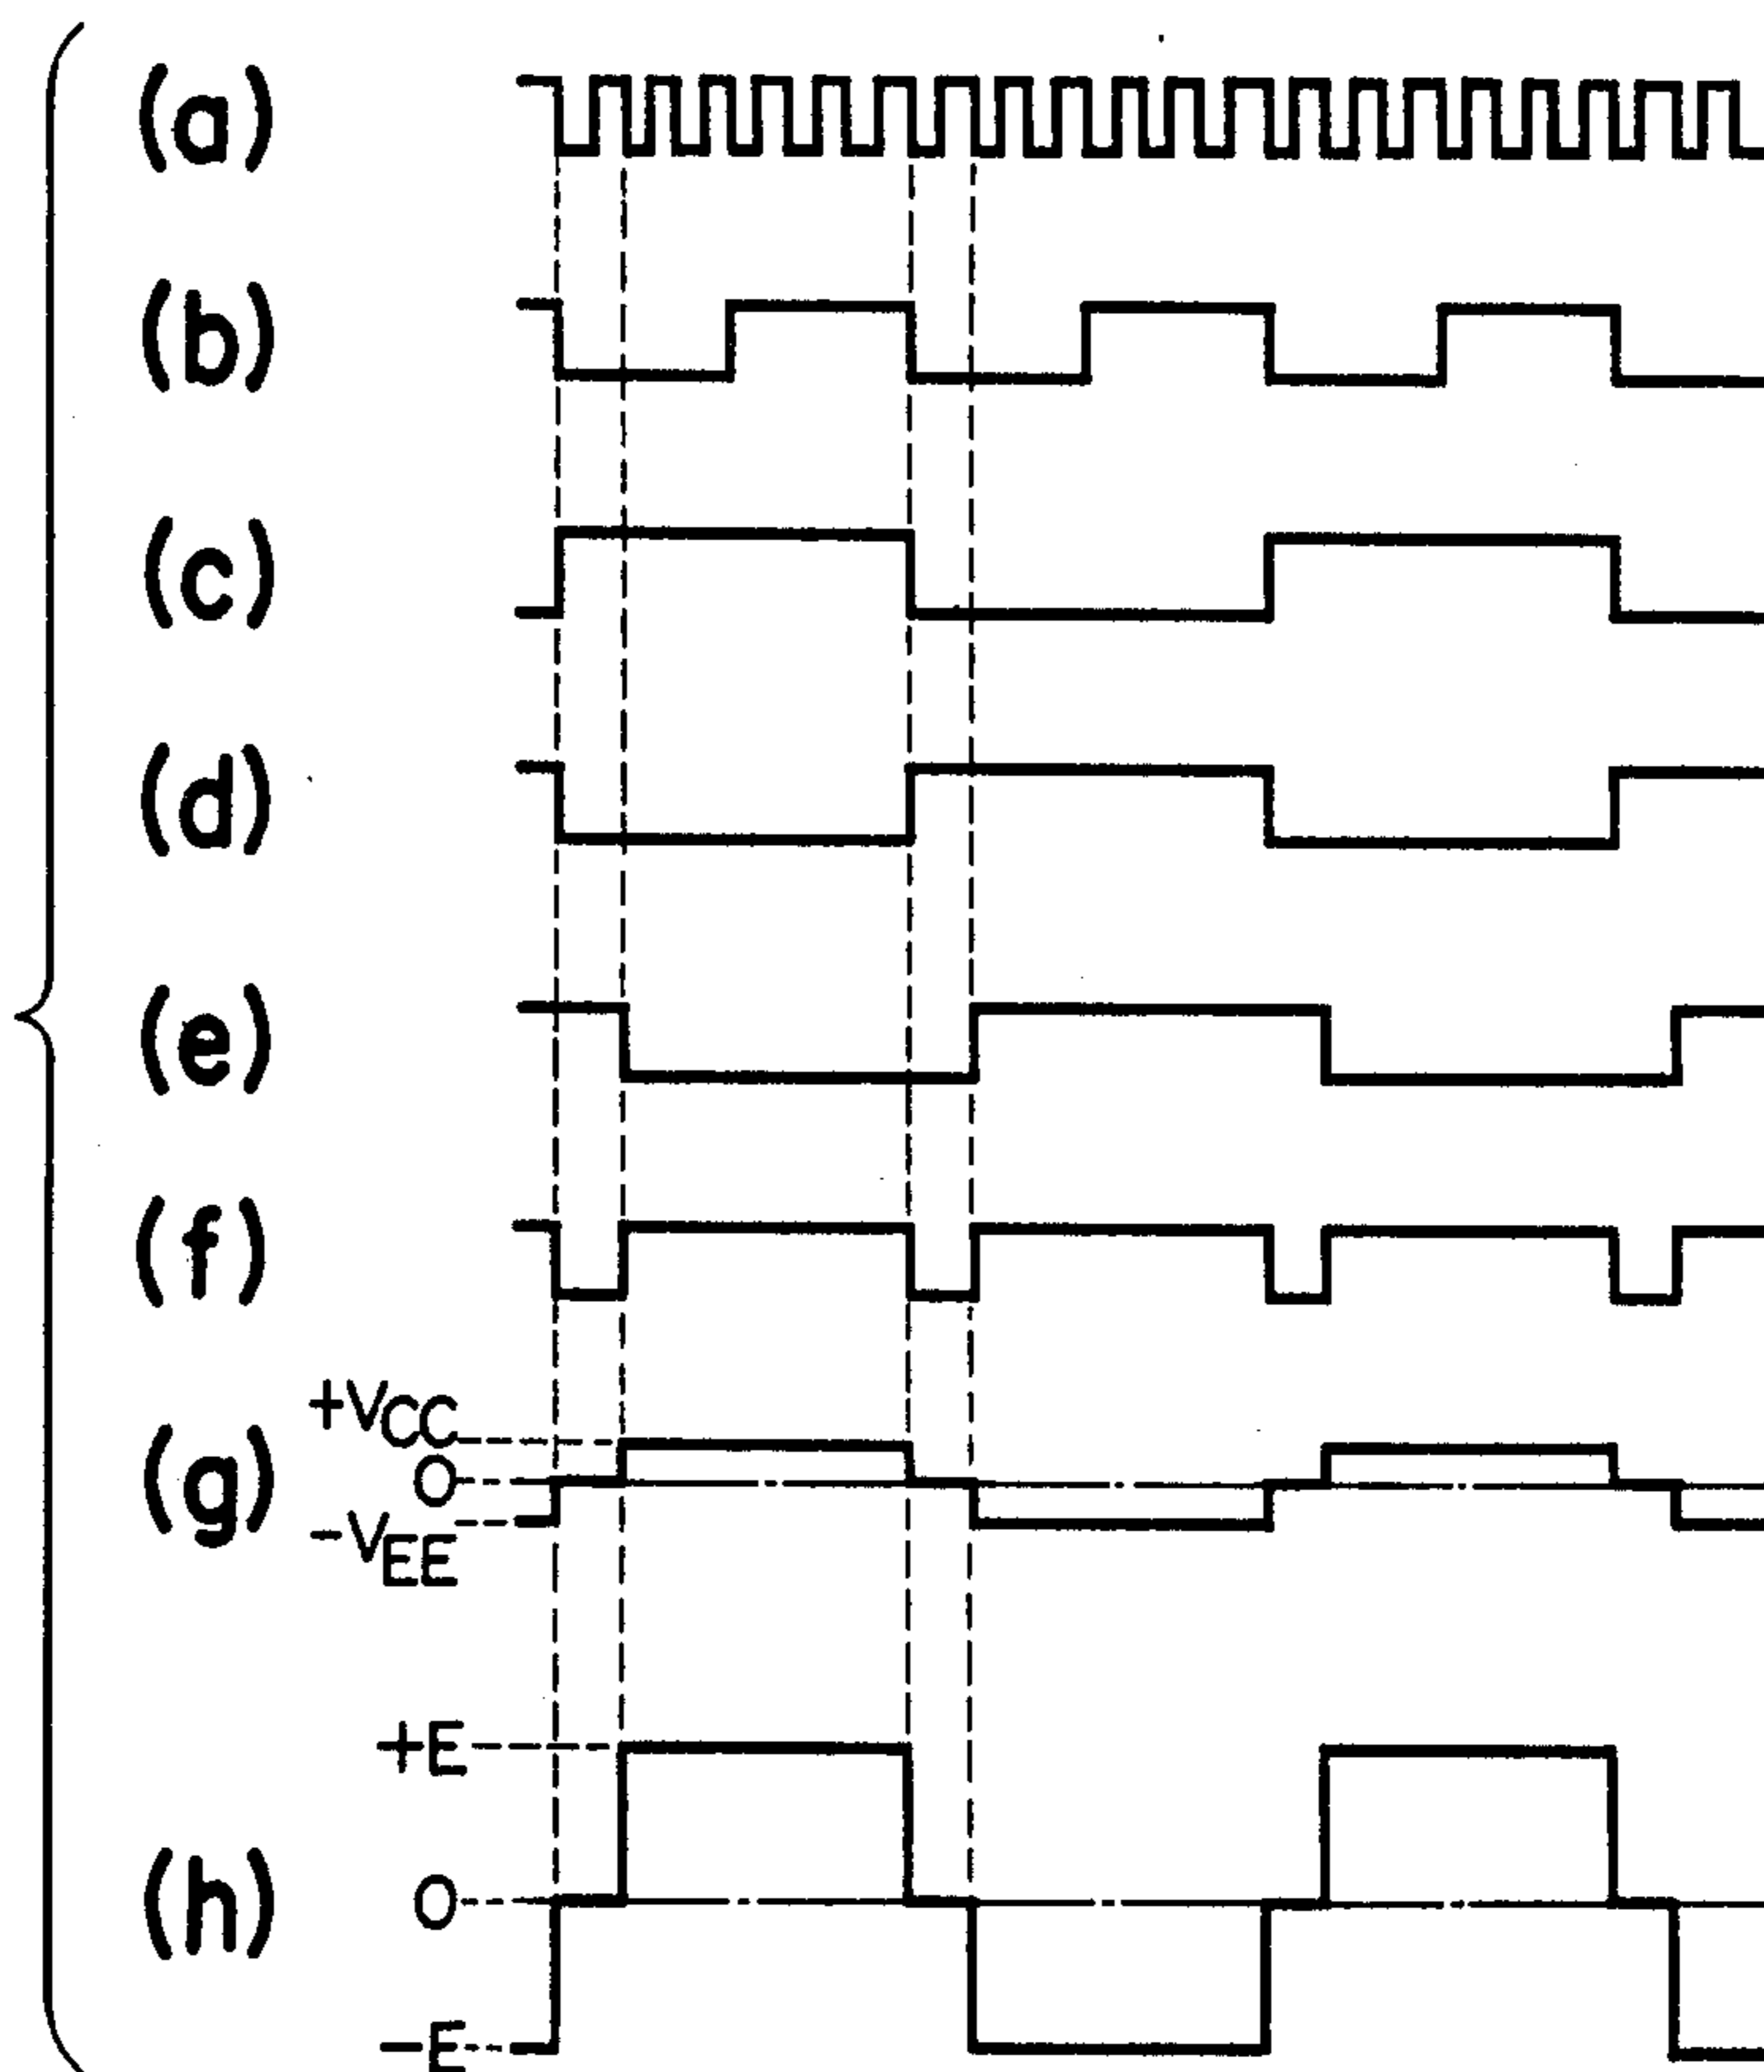 (a)
(b)
(c)
(d)
(e)
(f)
+VCC
(g)
O
-VEE
+E
(h)
O
-E